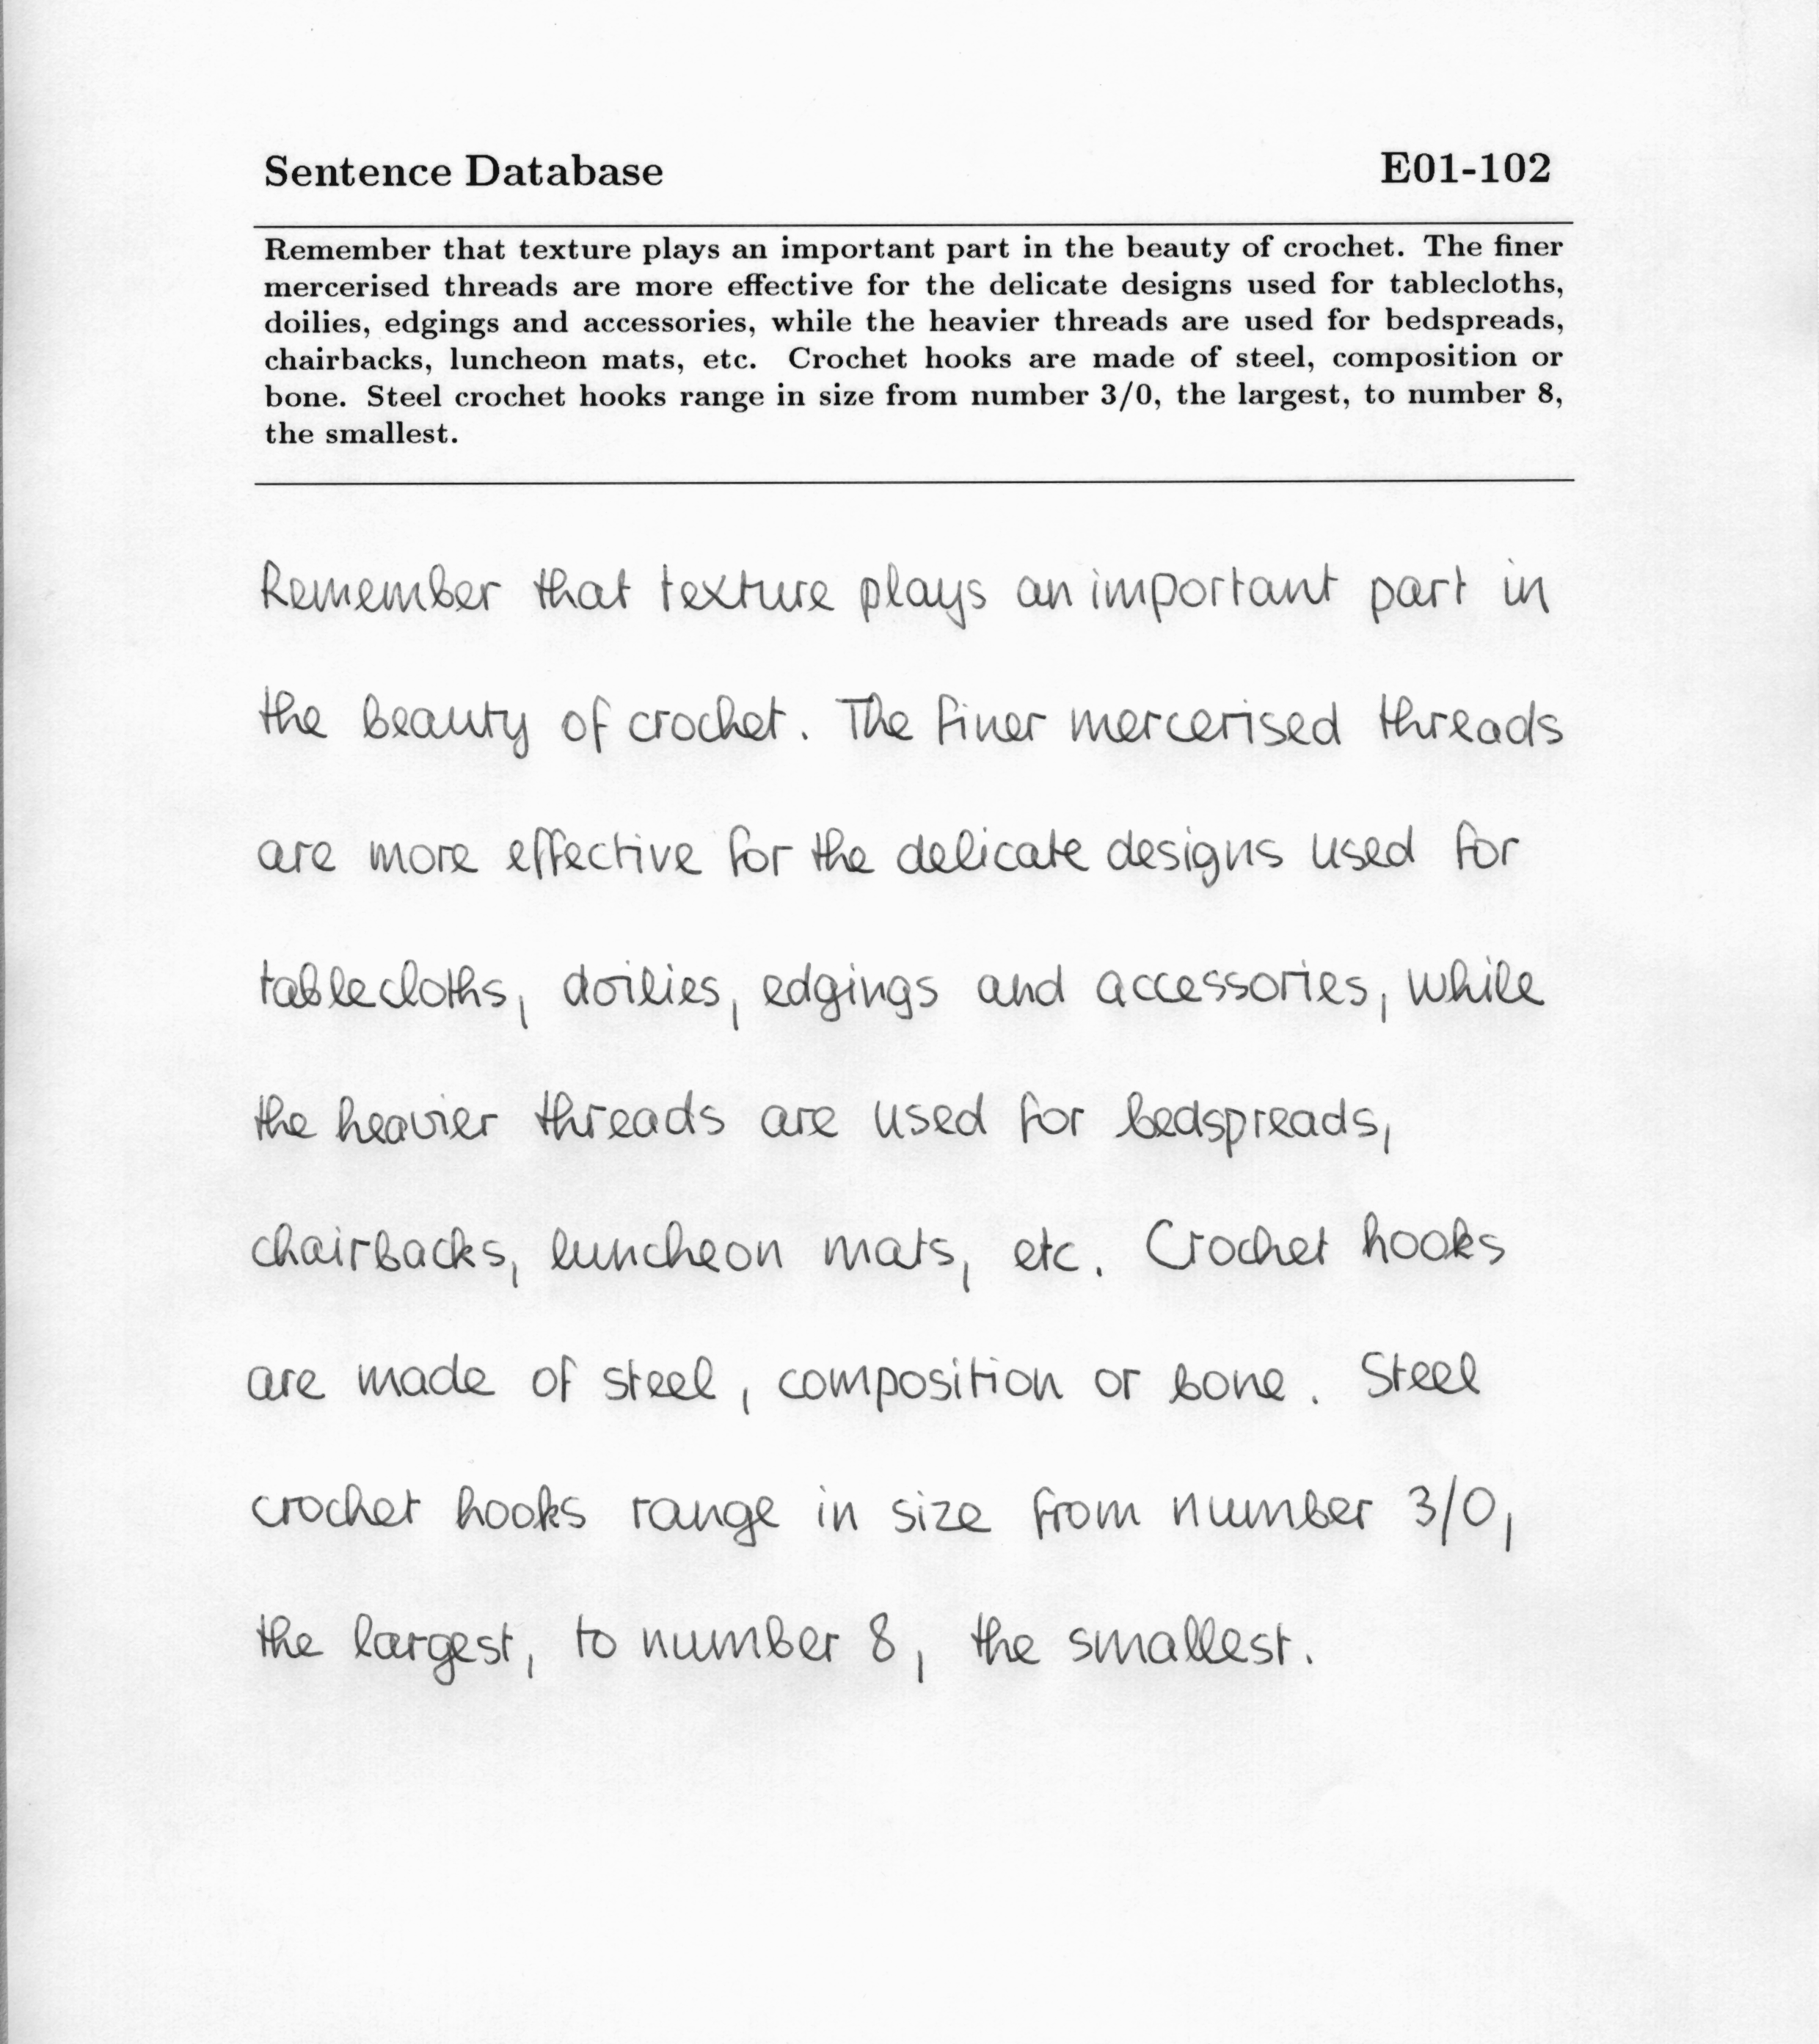 Sentence Database E01-102
Remember that texture plays an important part in the beauty of crochet. The finer
mercerised threads are more effective for the delicate designs used for tablecloths,
doilies, edgings and accessories, while the heavier threads are used for bedspreads,
chairbacks, luncheon mats, etc. Crochet hooks are made of steel, composition or
bone. Steel crochet hooks range in size from number 3/0, the largest, to number 8,
the smallest.
Remember that texture plays an important part in
the beauty of crochet. The finer mercerised threads
are more effective for the delicate designs used for
tablecloths, doilies, edgings and accessories, while
the heavier threads are used for bedspreads,
chairbacks, luncheon mats, etc. Crochet hooks
are made of steel, composition or bone. Steel
crochet hooks range in size from number 3/0,
the largest, to number 8, the smallest.